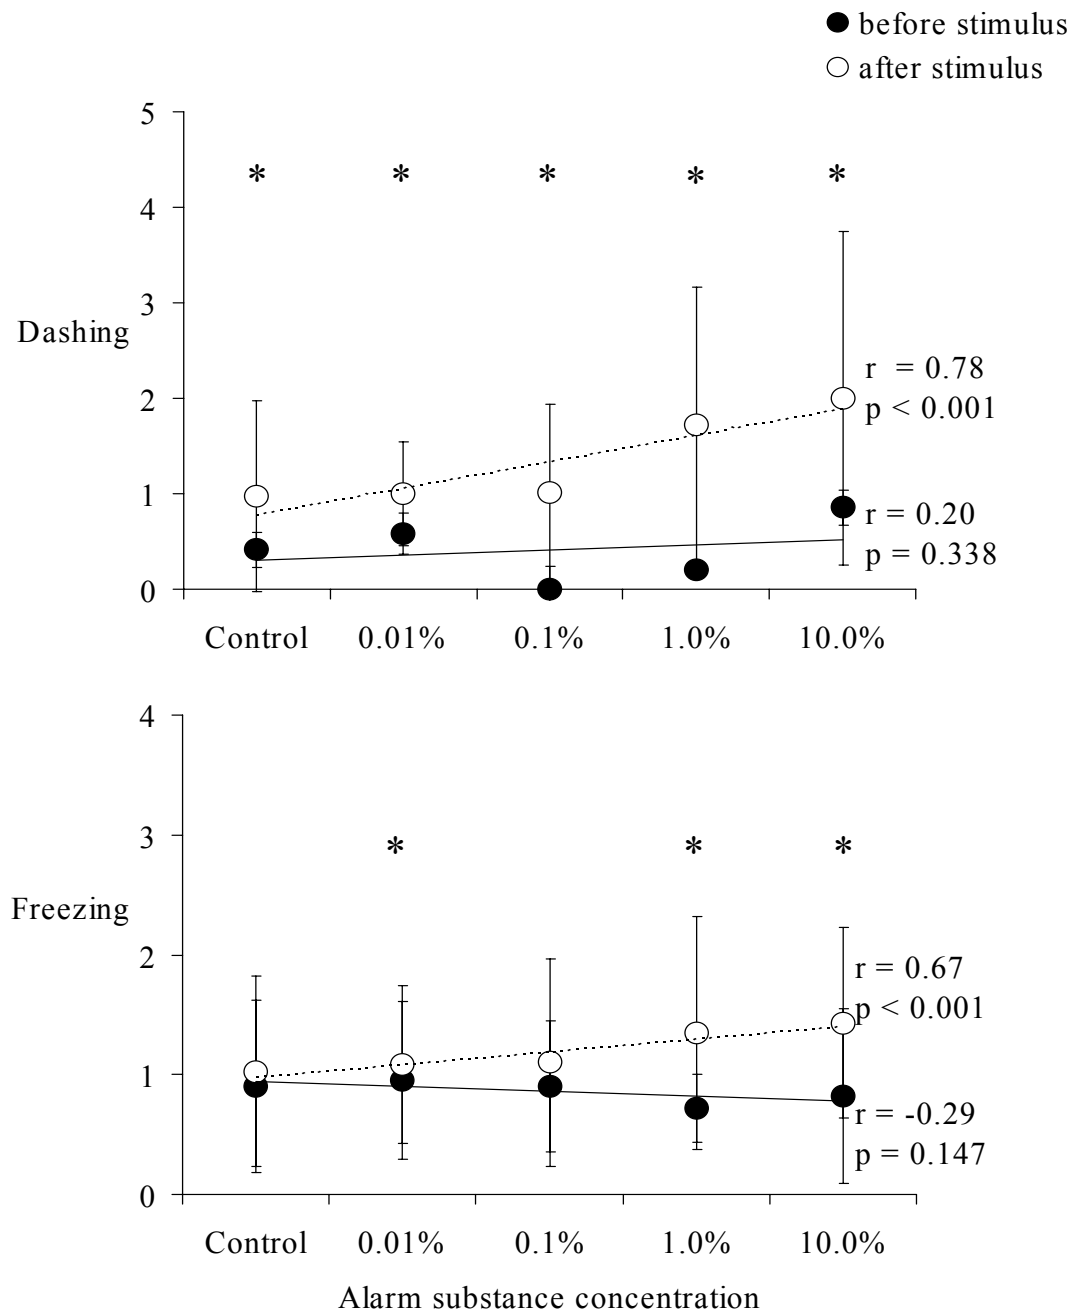 before stimulus
after stimulus
5
* * * * *
4
3
Dashing
r = 0.78
2
p < 0.001
1
r = 0.20
p = 0.338
0
Control 0.01% 0.1% 1.0% 10.0%
4
3
* * *
Freezing
2
r = 0.67
p < 0.001
1
r = -0.29
p = 0.147
0
Control 0.01% 0.1% 1.0% 10.0%
Alarm substance concentration